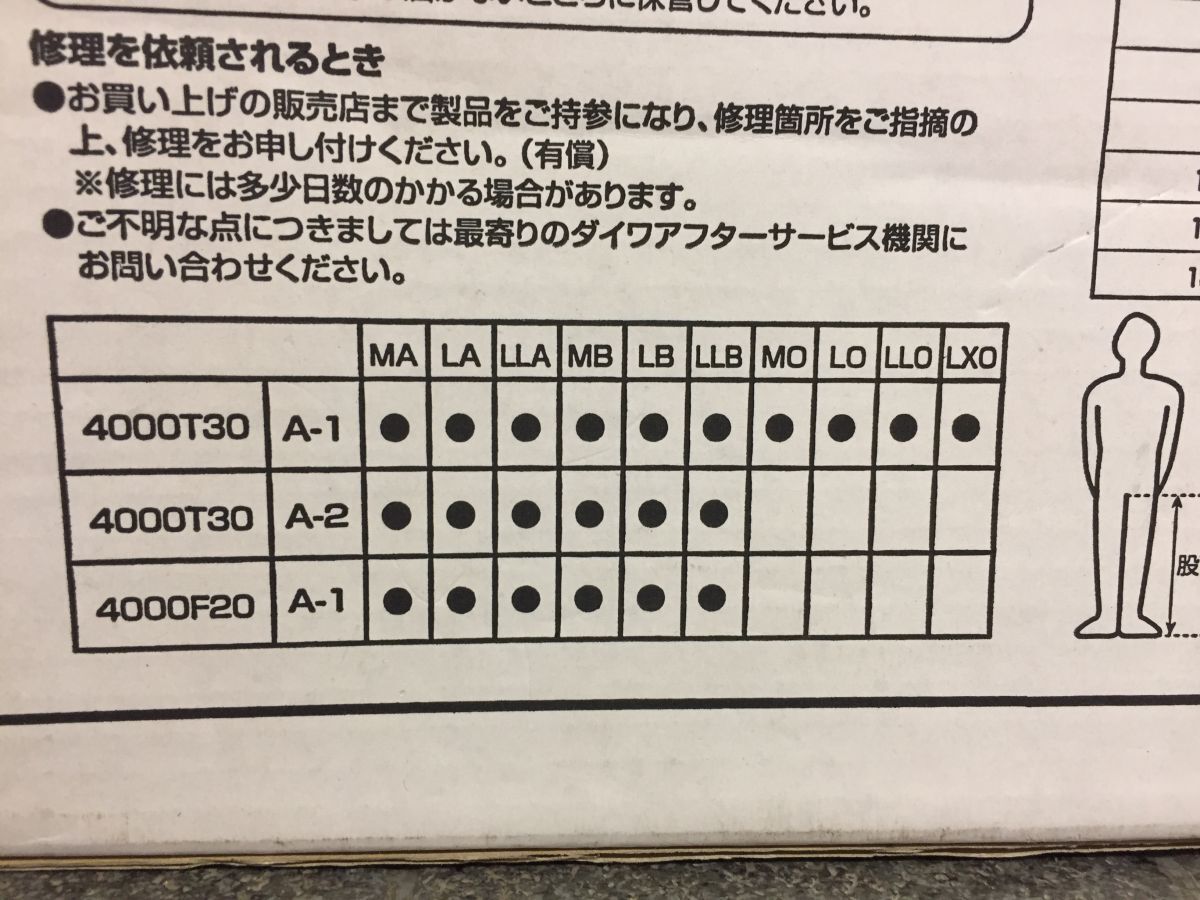 修理を依頼されるとき
●お買い上げの販売店まで製品をご持参になり、修理箇所をご指摘の
上、修理をお申し付けください。(有償)
※修理には多少日数のかかる場合があります。
●ご不明な点につきましては最寄りのダイワアフターサービス機関に
お問い合わせください。
MA LA LLA MB LB LLB MO LO LLO LXO
4000T30 A-1 ● ● ● ● ● ● ● ● ● ●
4000T30 A-2 ● ● ● ● ● ●
4000F20 A-1 ● ● ● ● ● ●
股